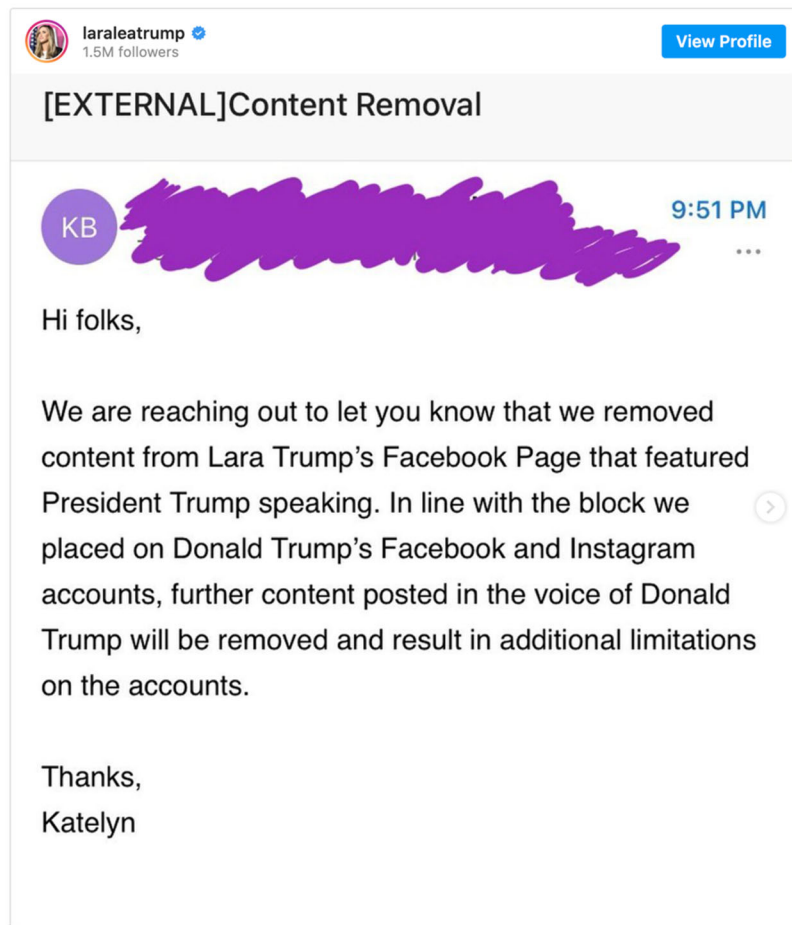 laraleatrump
1.5M followers
View Profile
[EXTERNAL]Content Removal
KB
9:51 PM
Hi folks,
We are reaching out to let you know that we removed
content from Lara Trump’s Facebook Page that featured
President Trump speaking. In line with the block we
placed on Donald Trump’s Facebook and Instagram
accounts, further content posted in the voice of Donald
Trump will be removed and result in additional limitations
on the accounts.
Thanks,
Katelyn